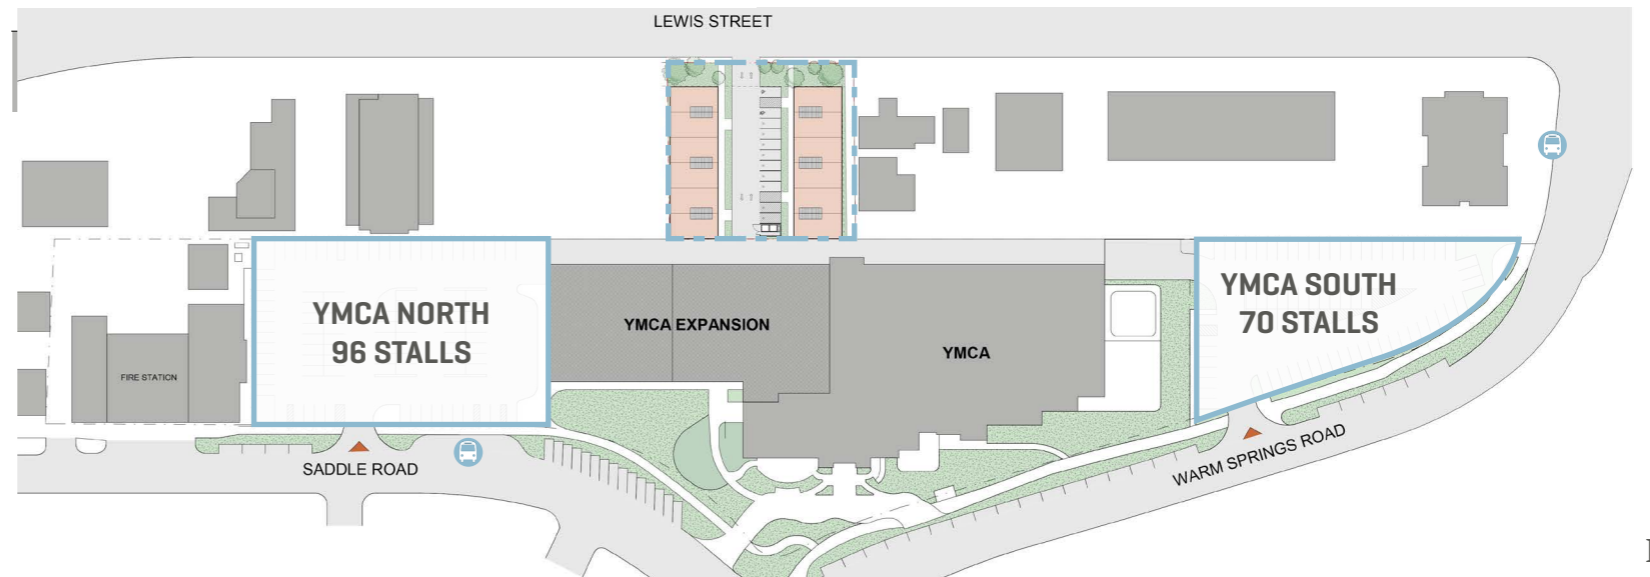 LEWIS STREET
YMCA NORTH
96 STALLS
YMCA EXPANSION
YMCA
YMCA SOUTH
70 STALLS
FIRE STATION
SADDLE ROAD
WARM SPRINGS ROAD